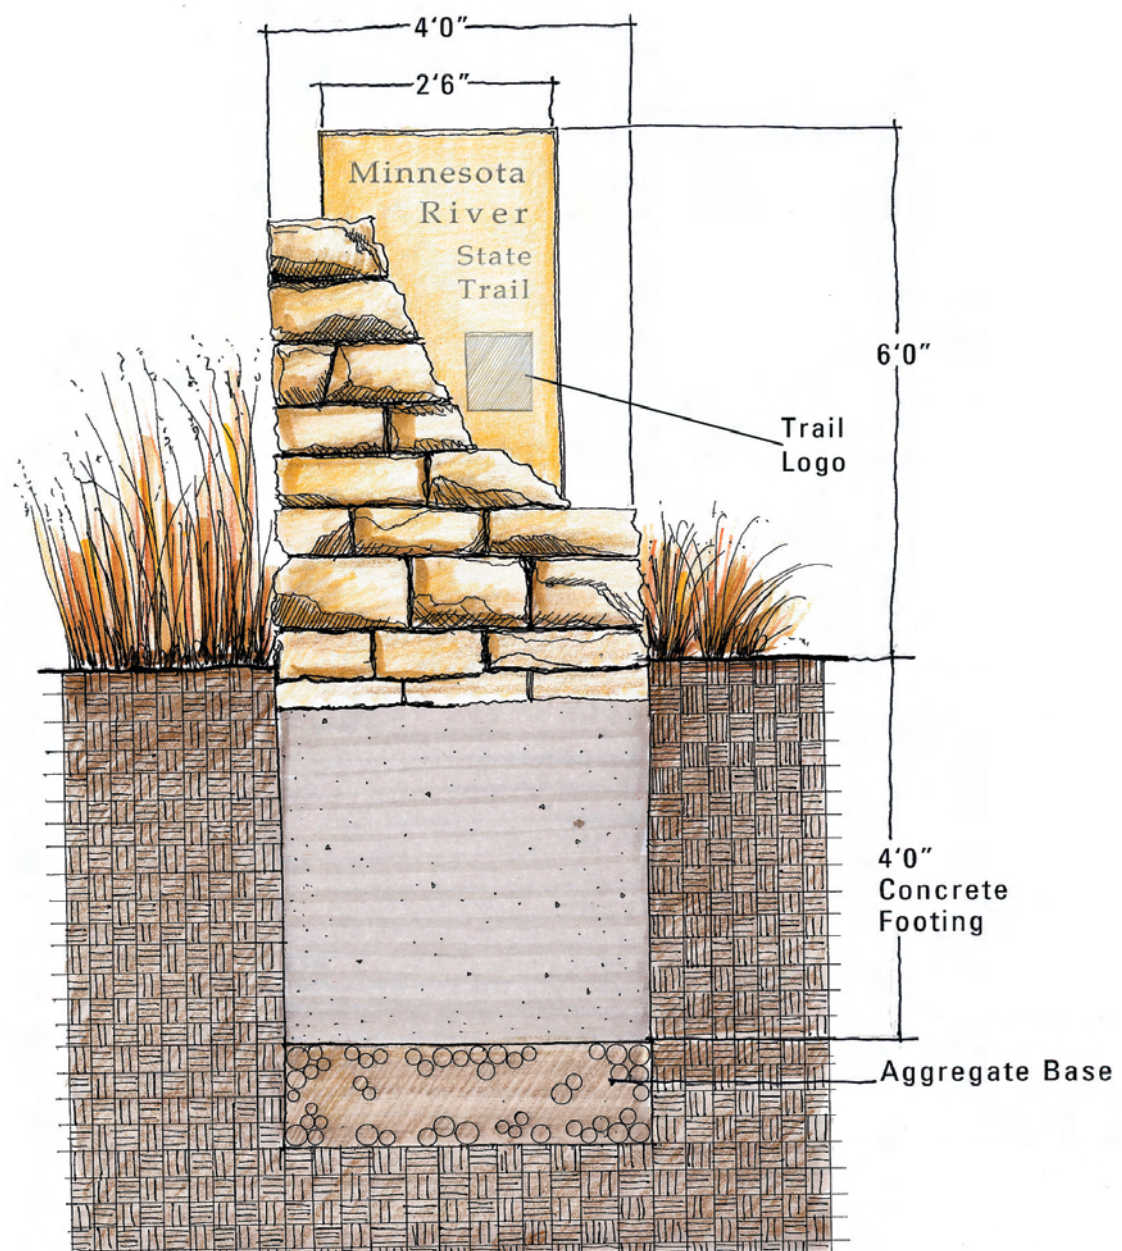 4'0"
2'6"
Minnesota
River
State
Trail
6'0"
Trail
Logo
4'0"
Concrete
Footing
Aggregate Base